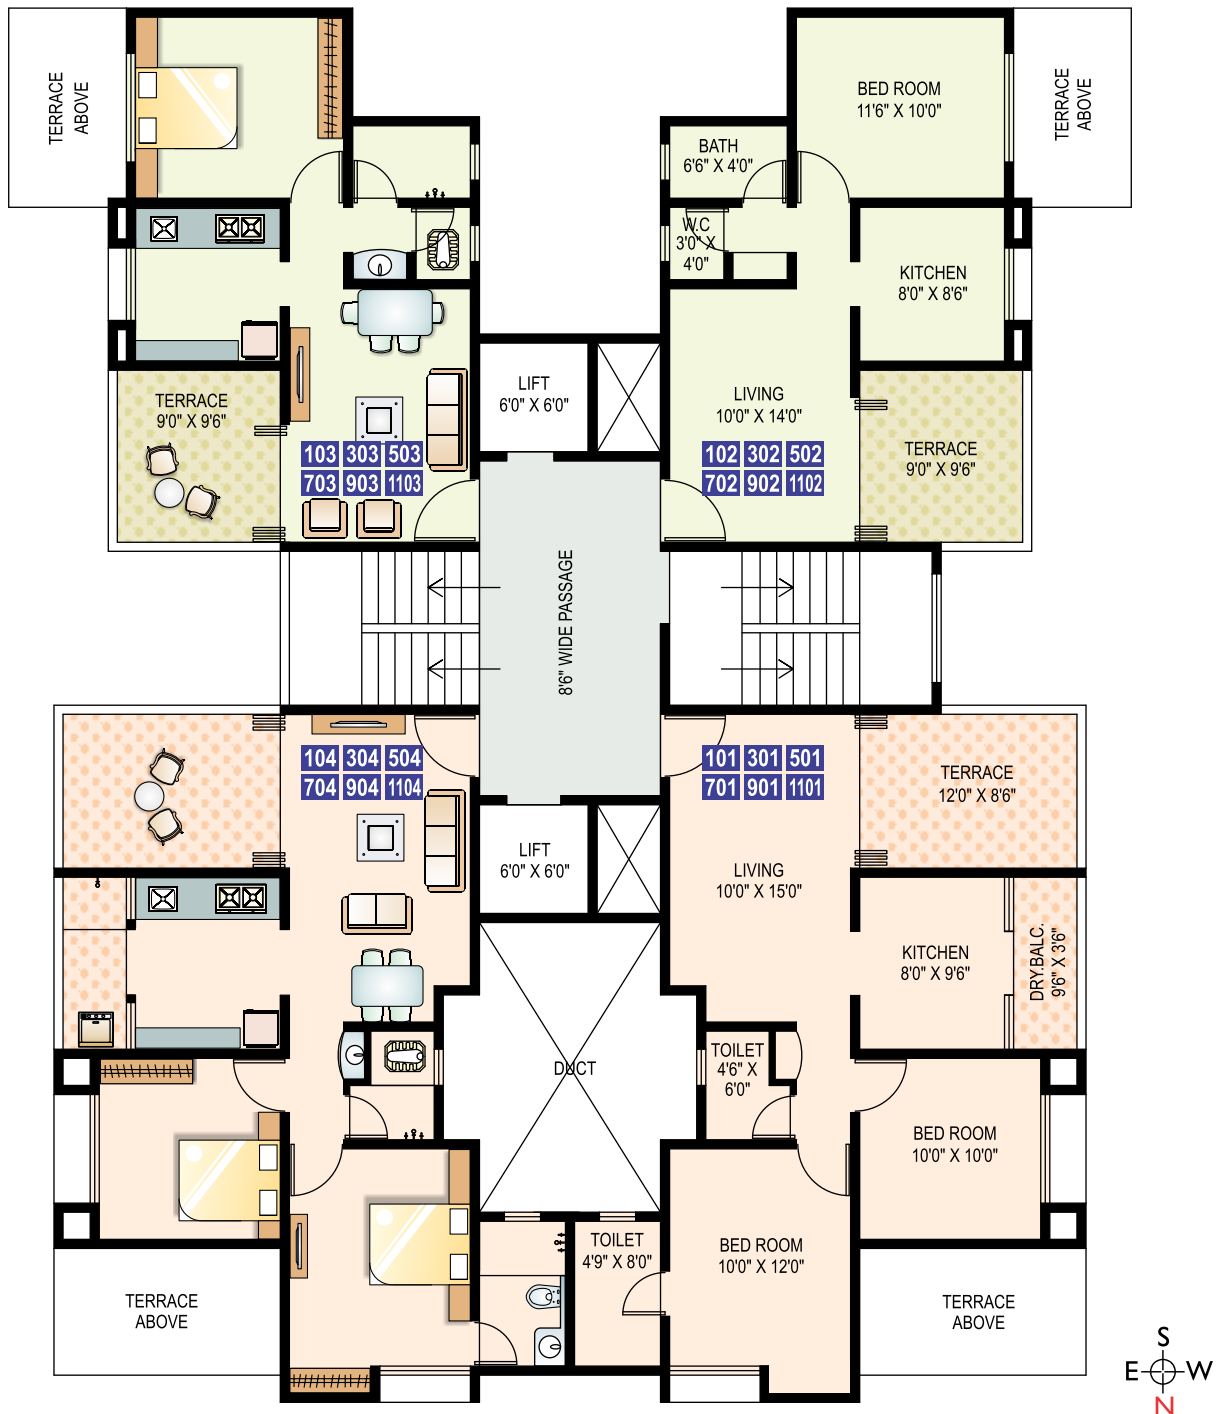 TERRACE
ABOVE
BED ROOM
11'6" X 10'0"
TERRACE
ABOVE
BATH
6'6" X 4'0"
W.C
3'0" X
4'0"
KITCHEN
8'0" X 8'6"
LIFT
6'0" X 6'0"
LIVING
10'0" X 14'0"
TERRACE
9'0" X 9'6"
TERRACE
9'0" X 9'6"
103 303 503
703 903 1103
102 302 502
702 902 1102
8'6" WIDE PASSAGE
104 304 504
704 904 1104
101 301 501
701 901 1101
TERRACE
12'0" X 8'6"
LIFT
6'0" X 6'0"
LIVING
10'0" X 15'0"
KITCHEN
8'0" X 9'6"
DRY.BALC.
9'6" X 3'6"
DUCT
TOILET
4'6" X
6'0"
BED ROOM
10'0" X 10'0"
TOILET
4'9" X 8'0"
BED ROOM
10'0" X 12'0"
TERRACE
ABOVE
TERRACE
ABOVE
S
E W
N